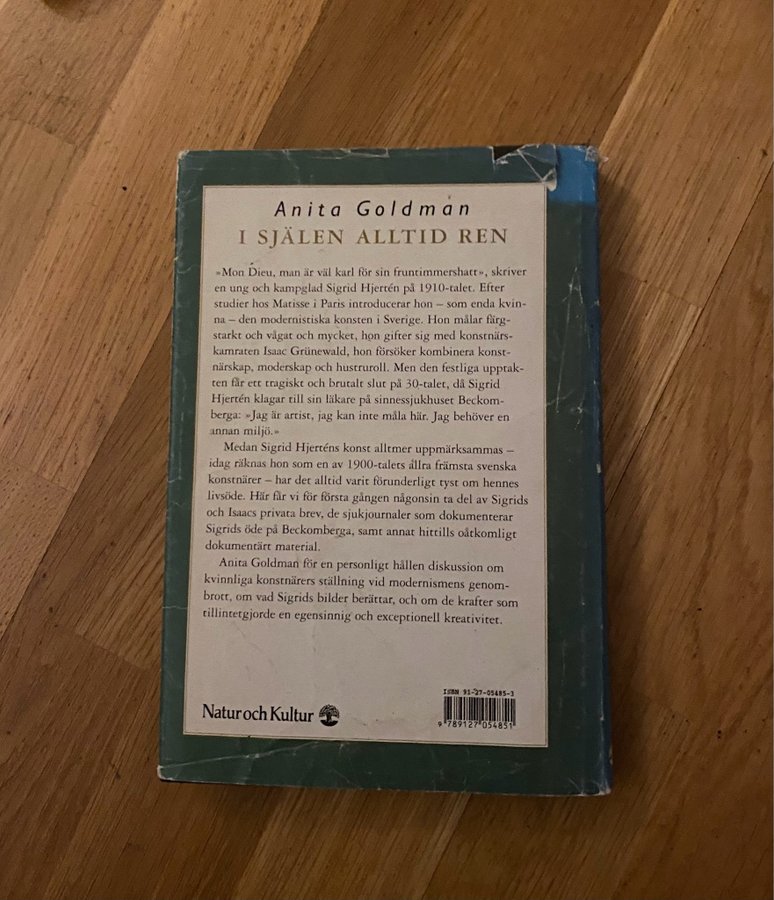 Anita Goldman
I SJÄLEN ALLTID REN
»Mon Dieu, man är väl karl för sin fruntimmershatt», skriver
en ung och kampglad Sigrid Hjertén på 1910-talet. Efter
studier hos Matisse i Paris introducerar hon – som enda kvin-
na – den modernistiska konsten i Sverige. Hon målar färg-
starkt och vågat och mycket, hon gifter sig med konstnärs-
kamraten Isaac Grünewald, hon försöker kombinera konst-
närskap, moderskap och hustruroll. Men den festliga upptak-
ten får ett tragiskt och brutalt slut på 30-talet, då Sigrid
Hjertén klagar till sin läkare på sinnessjukhuset Beckom-
berga: »Jag är artist, jag kan inte måla här. Jag behöver en
annan miljö.»
Medan Sigrid Hjerténs konst alltmer uppmärksammas –
idag räknas hon som en av 1900-talets allra främsta svenska
konstnärer – har det alltid varit förunderligt tyst om hennes
livsöde. Här får vi för första gången någonsin ta del av Sigrids
och Isaacs privata brev, de sjukjournaler som dokumenterar
Sigrids öde på Beckomberga, samt annat hittills oåtkomligt
dokumentärt material.
Anita Goldman för en personligt hållen diskussion om
kvinnliga konstnärers ställning vid modernismens genom-
brott, om vad Sigrids bilder berättar, och om de krafter som
tillintetgjorde en egensinnig och exceptionell kreativitet.
ISBN 91-27-05485-3
Natur och Kultur
9 789127 054851